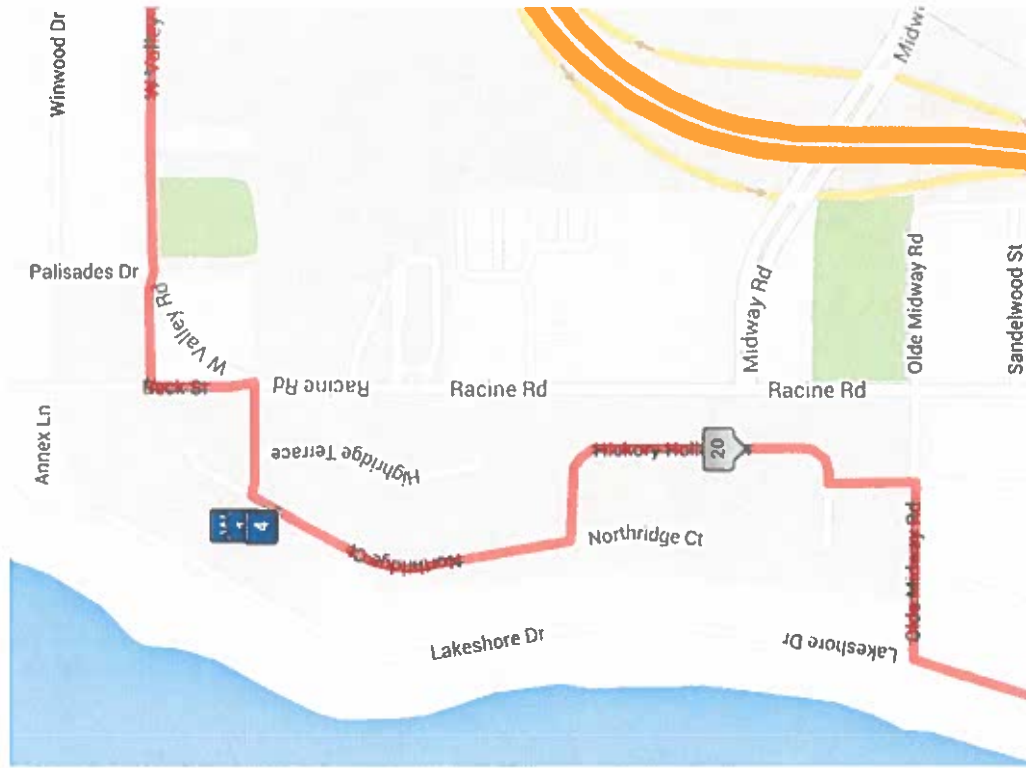 Winwood Dr
W Valley
Midwi
Palisades Dr
W Valley Rd
Midway Rd
Olde Midway Rd
Sandelwood St
Beck St
Racine Rd
Racine Rd
Racine Rd
Annex Ln
Highridge Terrace
Hickory Holl
20
4
Northridge Ct
Northridge Ct
Olde Midway Rd
Lakeshore Dr
Lakeshore Dr